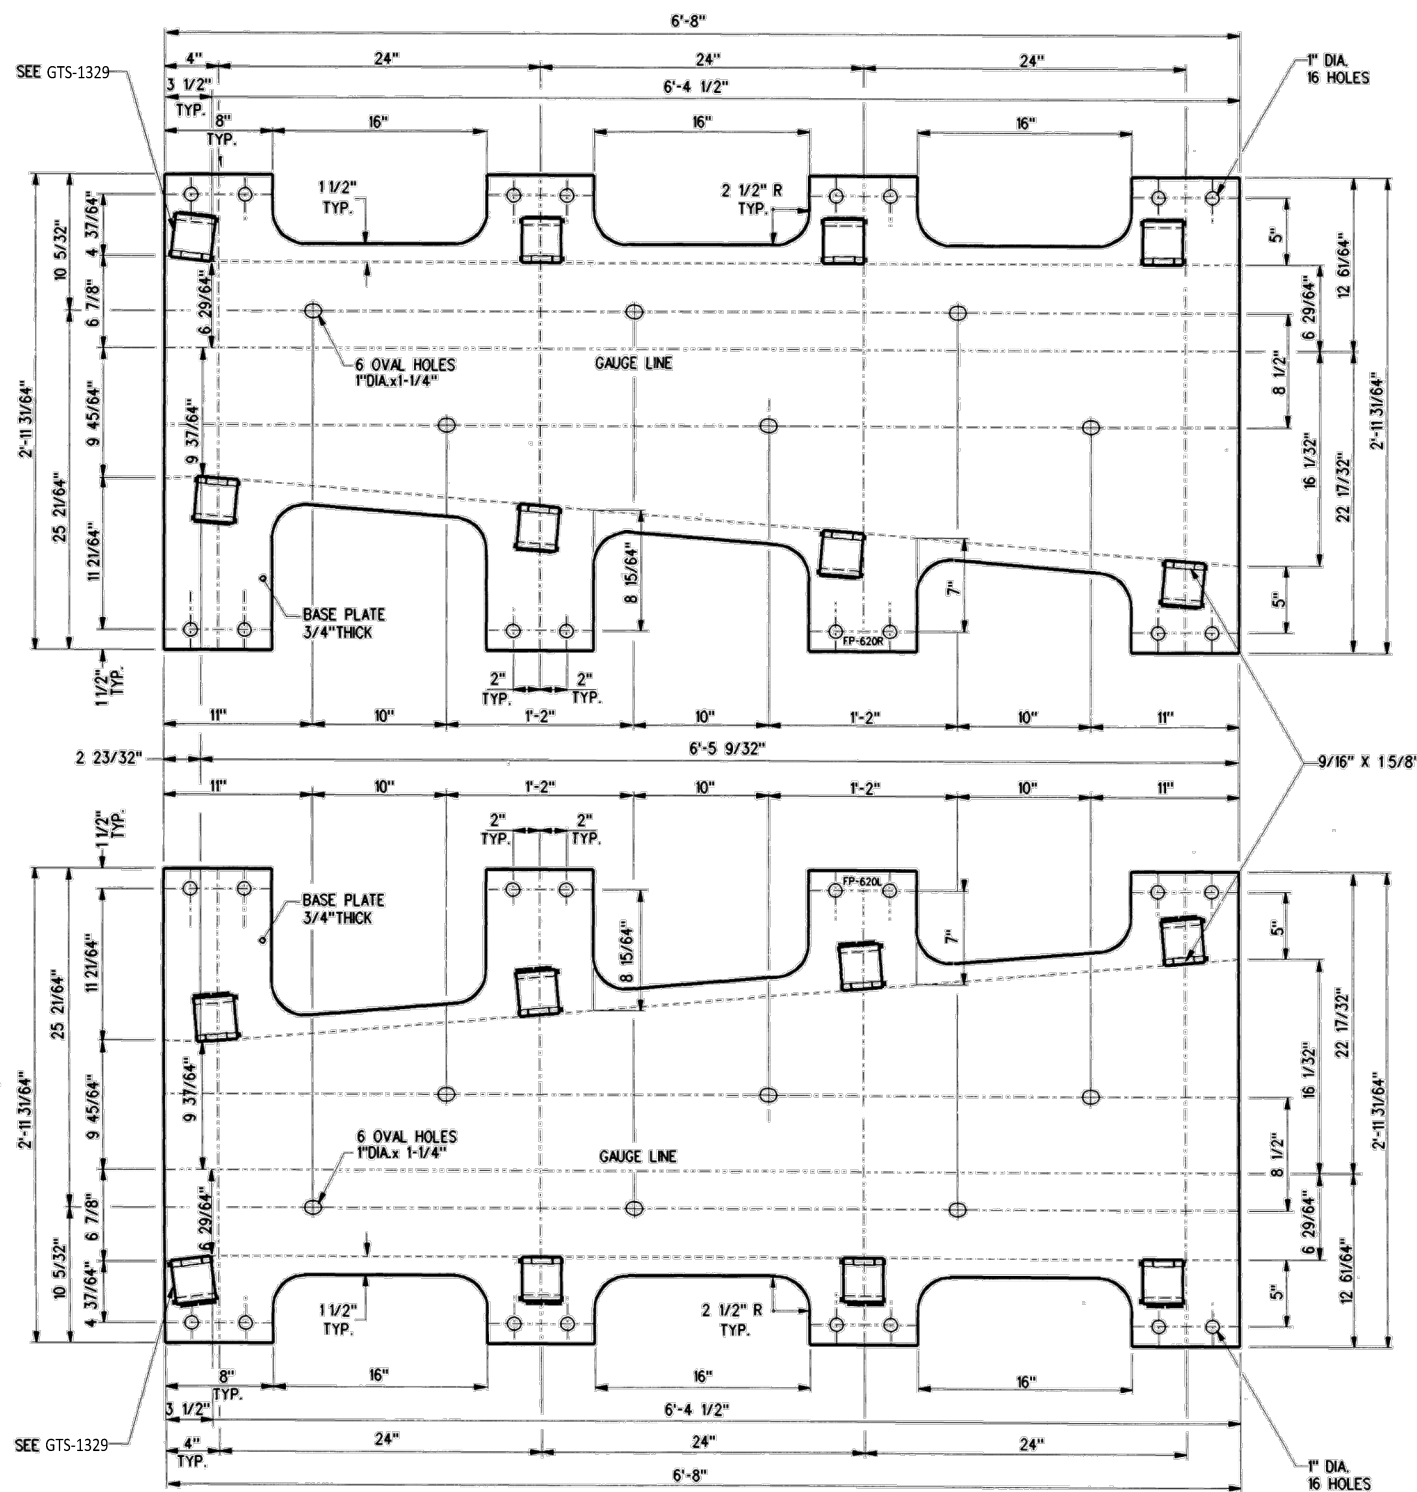 6'-8"
4" 24" 24" 24"
SEE GTS-1329
1" DIA.
16 HOLES
3 1/2"
TYP.
6'-4 1/2"
8"
TYP.
16" 16" 16"
1 1/2"
TYP.
2 1/2" R
TYP.
2'-11 31/64"
10 5/32"
25 21/64"
4 37/64"
6 7/8"
9 45/64"
11 21/64"
1 1/2"
TYP.
6 29/64"
9 37/64"
6 OVAL HOLES
1"DIA.x1-1/4"
GAUGE LINE
BASE PLATE
3/4"THICK
8 15/64"
7"
FP-620R
5"
8 1/2"
5"
6 29/64"
16 1/32"
12 61/64"
22 17/32"
2'-11 31/64"
2"
TYP.
2"
TYP.
11" 10" 1'-2" 10" 1'-2" 10" 11"
2 23/32" 6'-5 9/32"
9/16" X 1 5/8"
11" 10" 1'-2" 10" 1'-2" 10" 11"
1 1/2"
TYP.
2"
TYP.
2"
TYP.
BASE PLATE
3/4"THICK
FP-620L
8 15/64"
7"
5"
2'-11 31/64"
25 21/64"
10 5/32"
11 21/64"
9 45/64"
6 7/8"
4 37/64"
9 37/64"
6 29/64"
6 OVAL HOLES
1"DIA.x 1-1/4"
GAUGE LINE
8 1/2"
5"
16 1/32"
6 29/64"
22 17/32"
12 61/64"
2'-11 31/64"
1 1/2"
TYP.
2 1/2" R
TYP.
8"
TYP.
16" 16" 16"
3 1/2" 6'-4 1/2"
SEE GTS-1329
4"
TYP.
24" 24" 24"
6'-8"
1" DIA.
16 HOLES